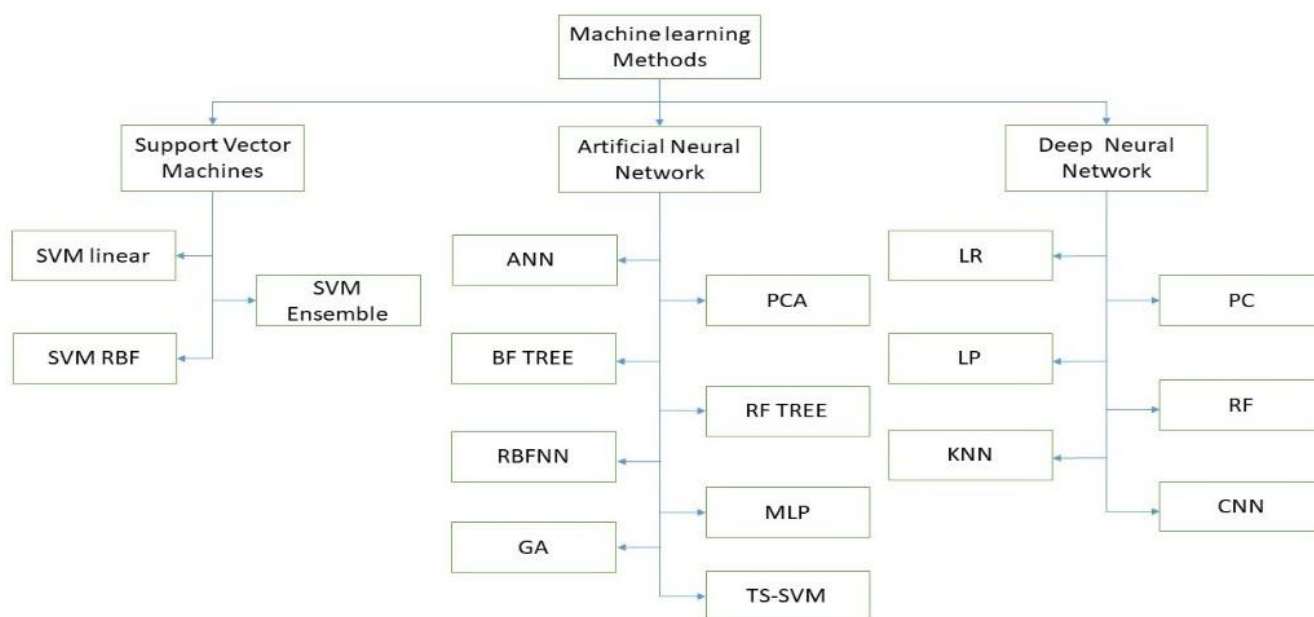 Machine learning
Methods
Support Vector
Machines
Artificial Neural
Network
Deep Neural
Network
SVM linear
SVM
Ensemble
SVM RBF
ANN
PCA
BF TREE
RF TREE
RBFNN
MLP
GA
TS-SVM
LR
PC
LP
RF
KNN
CNN